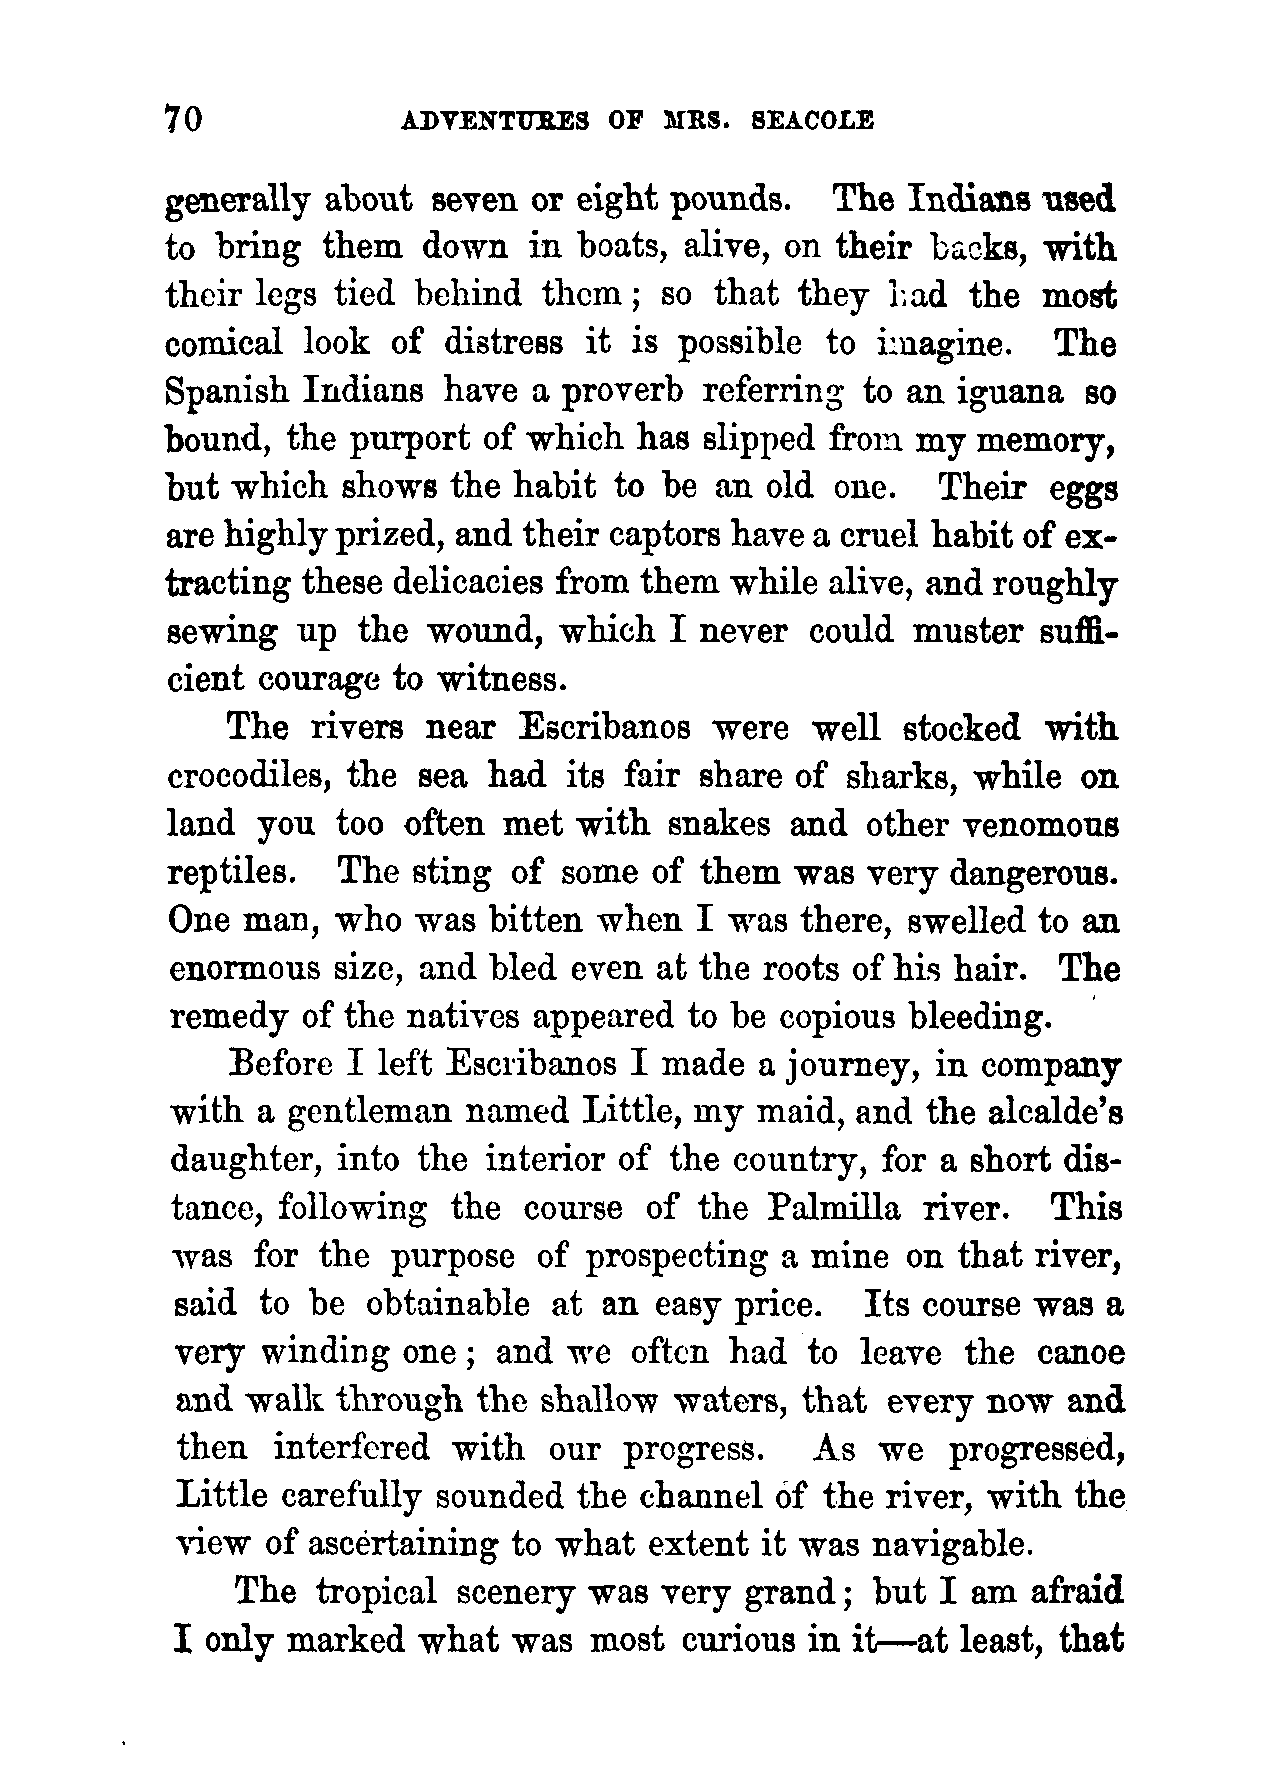 70 ADVENTURES OF MRS. SEACOLE
generally about seven or eight pounds. The Indians used
to bring them down in boats, alive, on their backs, with
their legs tied behind them; so that they had the most
comical look of distress it is possible to imagine. The
Spanish Indians have a proverb referring to an iguana so
bound, the purport of which has slipped from my memory,
but which shows the habit to be an old one. Their eggs
are highly prized, and their captors have a cruel habit of ex-
tracting these delicacies from them while alive, and roughly
sewing up the wound, which I never could muster suffi-
cient courage to witness.
The rivers near Escribanos were well stocked with
crocodiles, the sea had its fair share of sharks, while on
land you too often met with snakes and other venomous
reptiles. The sting of some of them was very dangerous.
One man, who was bitten when I was there, swelled to an
enormous size, and bled even at the roots of his hair. The
remedy of the natives appeared to be copious bleeding.
Before I left Escribanos I made a journey, in company
with a gentleman named Little, my maid, and the alcalde's
daughter, into the interior of the country, for a short dis-
tance, following the course of the Palmilla river. This
was for the purpose of prospecting a mine on that river,
said to be obtainable at an easy price. Its course was a
very winding one; and we often had to leave the canoe
and walk through the shallow waters, that every now and
then interfered with our progress. As we progressed,
Little carefully sounded the channel of the river, with the
view of ascertaining to what extent it was navigable.
The tropical scenery was very grand; but I am afraid
I only marked what was most curious in it—at least, that